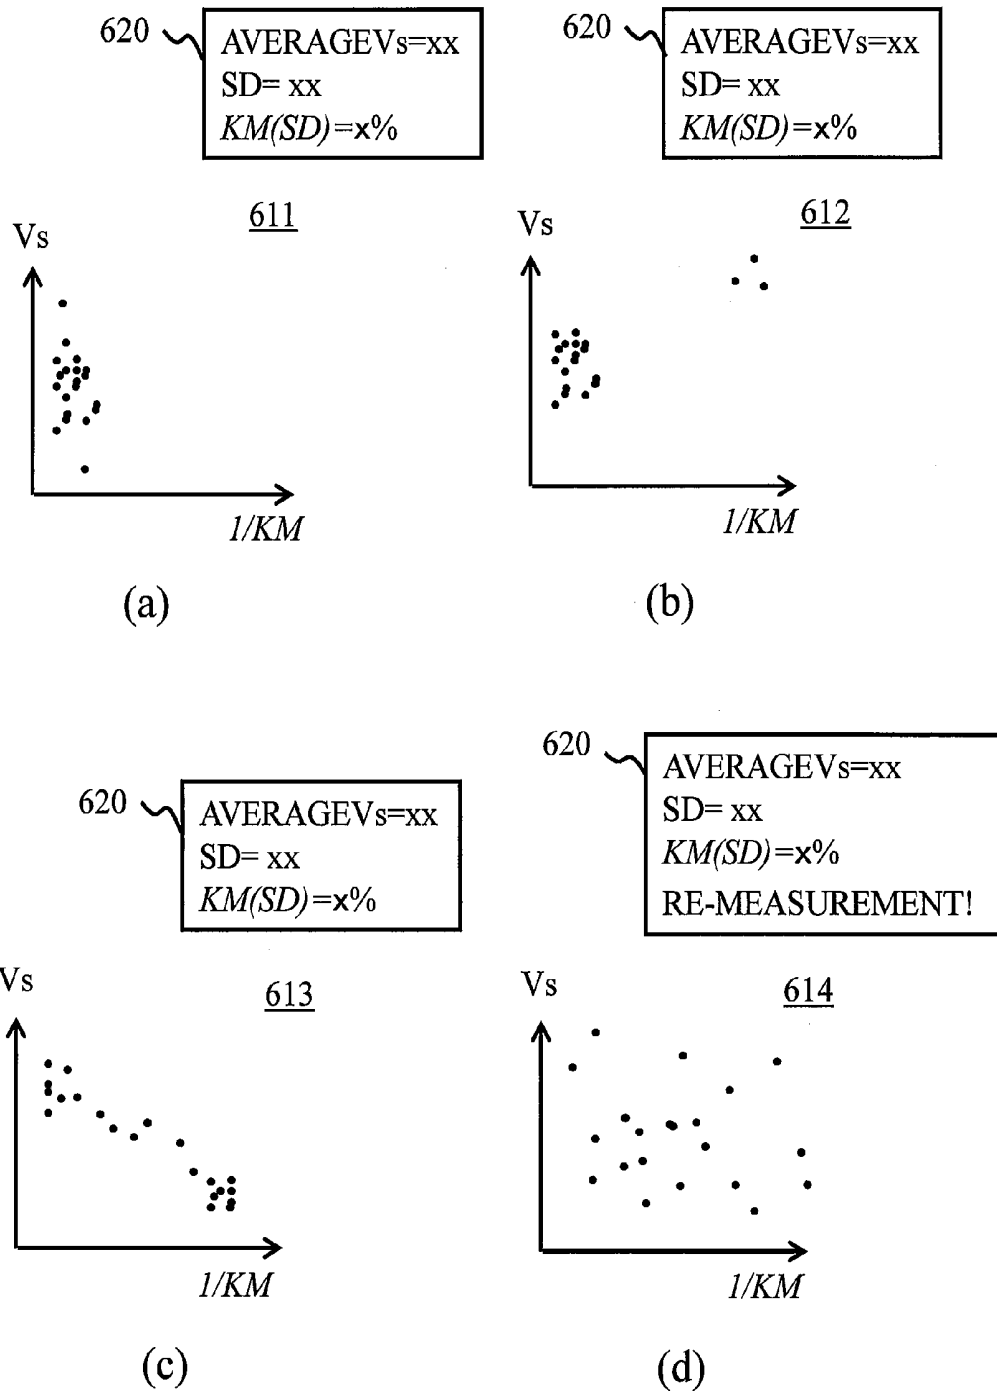 620
AVERAGEVs=xx
SD= xx
KM(SD)=x%
611
Vs
1/KM
(a)
620
AVERAGEVs=xx
SD= xx
KM(SD)=x%
612
Vs
1/KM
(b)
620
AVERAGEVs=xx
SD= xx
KM(SD)=x%
613
Vs
1/KM
(c)
620
AVERAGEVs=xx
SD= xx
KM(SD)=x%
RE-MEASUREMENT!
614
Vs
1/KM
(d)